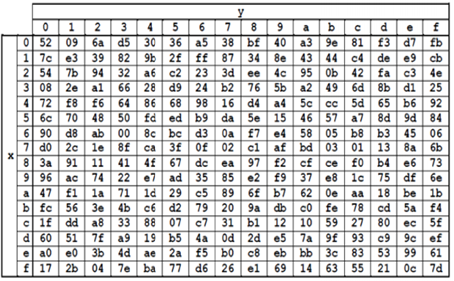 y
0 1 2 3 4 5 6 7 8 9 a b c d e f
0 52 09 6a d5 30 36 a5 38 bf 40 a3 9e 81 f3 d7 fb
1 7c e3 39 82 9b 2f ff 87 34 8e 43 44 c4 de e9 cb
2 54 7b 94 32 a6 c2 23 3d ee 4c 95 0b 42 fa c3 4e
3 08 2e a1 66 28 d9 24 b2 76 5b a2 49 6d 8b d1 25
4 72 f8 f6 64 86 68 98 16 d4 a4 5c cc 5d 65 b6 92
5 6c 70 48 50 fd ed b9 da 5e 15 46 57 a7 8d 9d 84
6 90 d8 ab 00 8c bc d3 0a f7 e4 58 05 b8 b3 45 06
x 7 d0 2c 1e 8f ca 3f 0f 02 c1 af bd 03 01 13 8a 6b
8 3a 91 11 41 4f 67 dc ea 97 f2 cf ce f0 b4 e6 73
9 96 ac 74 22 e7 ad 35 85 e2 f9 37 e8 1c 75 df 6e
a 47 f1 1a 71 1d 29 c5 89 6f b7 62 0e aa 18 be 1b
b fc 56 3e 4b c6 d2 79 20 9a db c0 fe 78 cd 5a f4
c 1f dd a8 33 88 07 c7 31 b1 12 10 59 27 80 ec 5f
d 60 51 7f a9 19 b5 4a 0d 2d e5 7a 9f 93 c9 9c ef
e a0 e0 3b 4d ae 2a f5 b0 c8 eb bb 3c 83 53 99 61
f 17 2b 04 7e ba 77 d6 26 e1 69 14 63 55 21 0c 7d